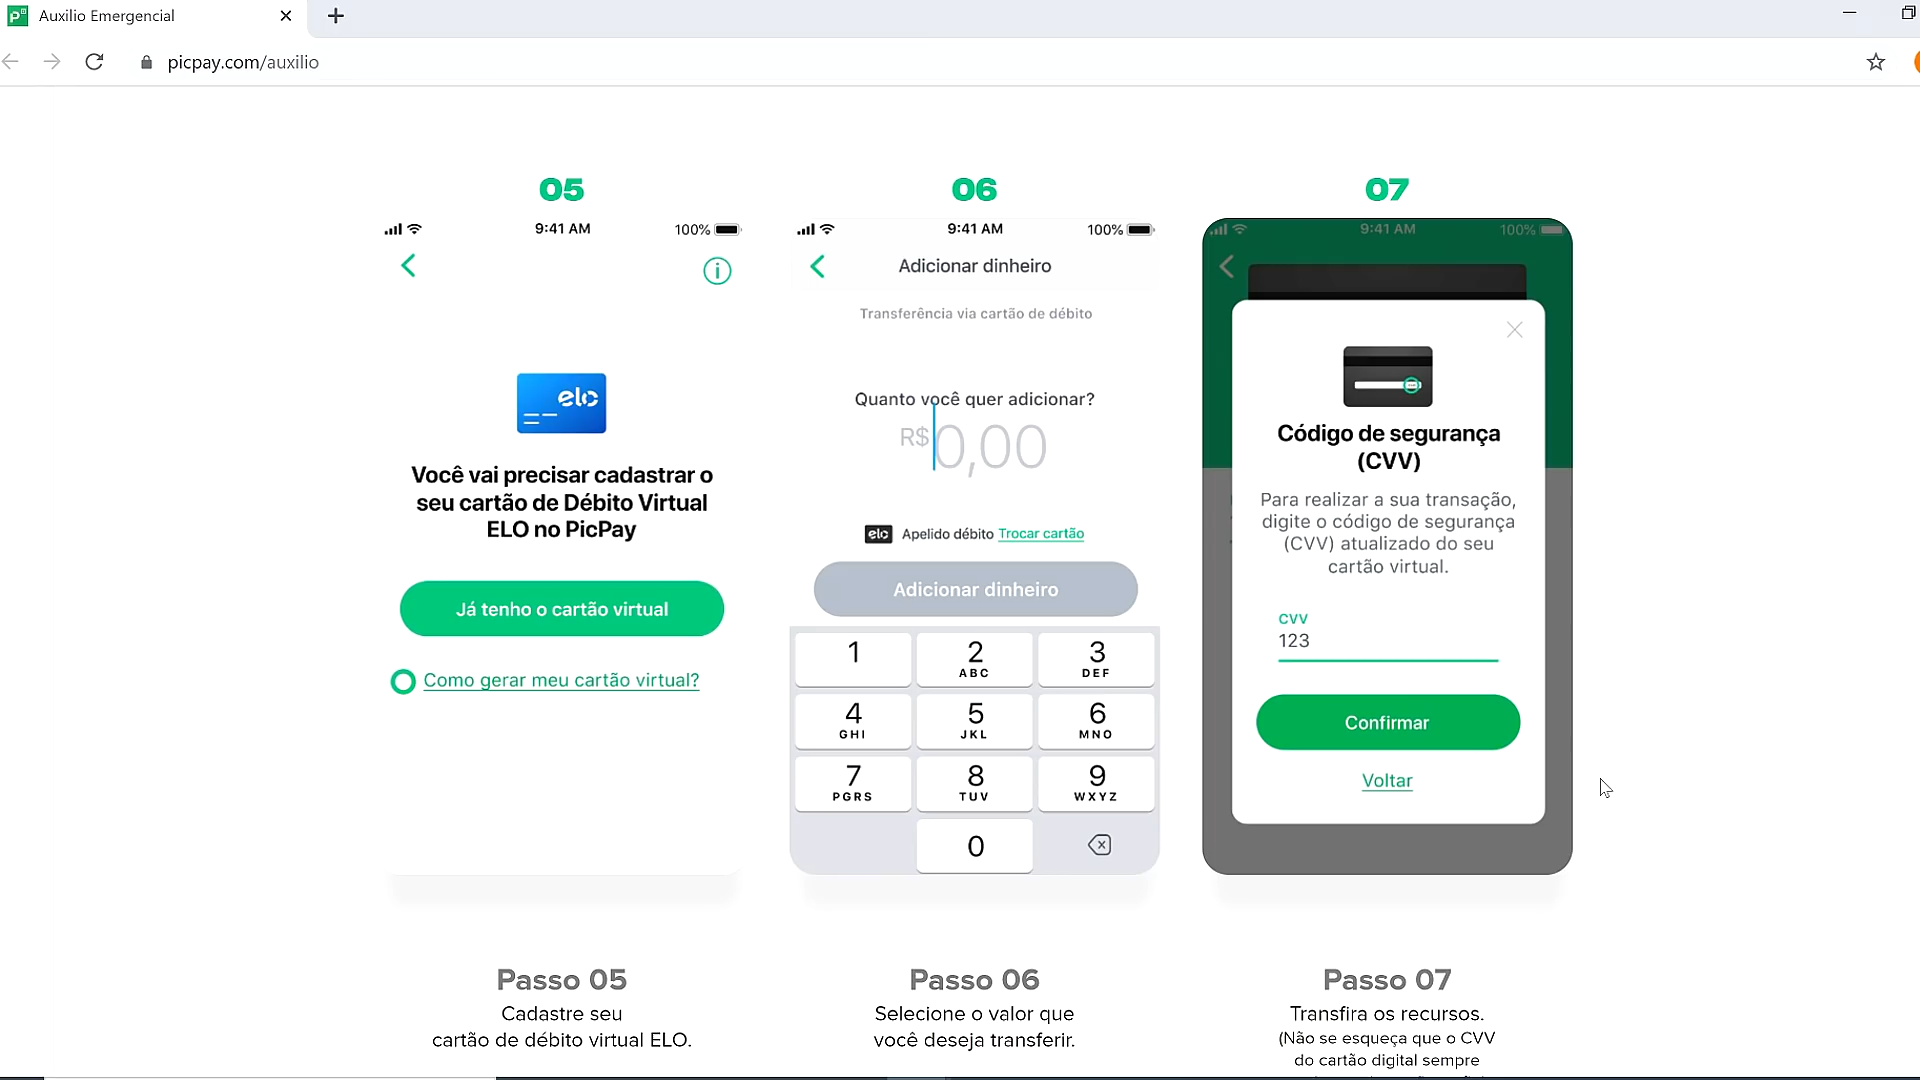 Auxilio Emergencial
picpay.com/auxilio
05
06
07
9:41 AM
100%
Você vai precisar cadastrar o
seu cartão de Débito Virtual
ELO no PicPay
elo
Já tenho o cartão virtual
Como gerar meu cartão virtual?
9:41 AM
100%
Adicionar dinheiro
Transferência via cartão de débito
Quanto você quer adicionar?
R$0,00
elo Apelido débito Trocar cartão
Adicionar dinheiro
1
2 ABC
3 DEF
4 GHI
5 JKL
6 MNO
7 PGRS
8 TUV
9 WXYZ
0
9:41 AM
100%
Código de segurança
(CVV)
Para realizar a sua transação,
digite o código de segurança
(CVV) atualizado do seu
cartão virtual.
CVV
123
Confirmar
Voltar
Passo 05
Cadastre seu
cartão de débito virtual ELO.
Passo 06
Selecione o valor que
você deseja transferir.
Passo 07
Transfira os recursos.
(Não se esqueça que o CVV
do cartão digital sempre